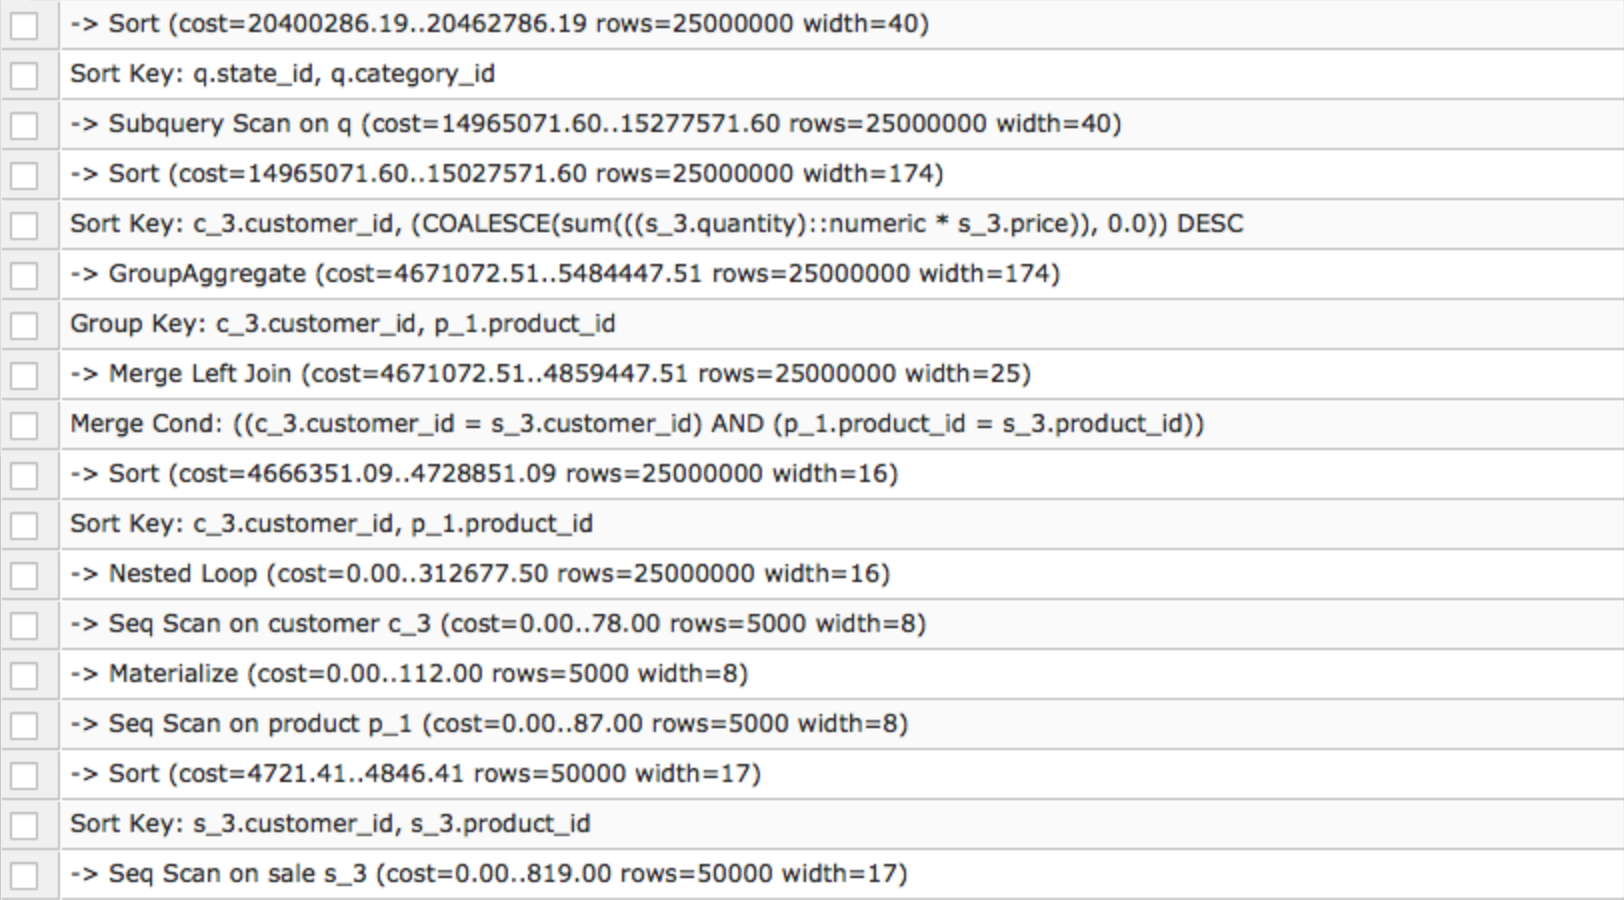 -> Sort (cost=20400286.19..20462786.19 rows=25000000 width=40)
Sort Key: q.state_id, q.category_id
-> Subquery Scan on q (cost=14965071.60..15277571.60 rows=25000000 width=40)
-> Sort (cost=14965071.60..15027571.60 rows=25000000 width=174)
Sort Key: c_3.customer_id, (COALESCE(sum(((s_3.quantity)::numeric * s_3.price)), 0.0)) DESC
-> GroupAggregate (cost=4671072.51..5484447.51 rows=25000000 width=174)
Group Key: c_3.customer_id, p_1.product_id
-> Merge Left Join (cost=4671072.51..4859447.51 rows=25000000 width=25)
Merge Cond: ((c_3.customer_id = s_3.customer_id) AND (p_1.product_id = s_3.product_id))
-> Sort (cost=4666351.09..4728851.09 rows=25000000 width=16)
Sort Key: c_3.customer_id, p_1.product_id
-> Nested Loop (cost=0.00..312677.50 rows=25000000 width=16)
-> Seq Scan on customer c_3 (cost=0.00..78.00 rows=5000 width=8)
-> Materialize (cost=0.00..112.00 rows=5000 width=8)
-> Seq Scan on product p_1 (cost=0.00..87.00 rows=5000 width=8)
-> Sort (cost=4721.41..4846.41 rows=50000 width=17)
Sort Key: s_3.customer_id, s_3.product_id
-> Seq Scan on sale s_3 (cost=0.00..819.00 rows=50000 width=17)